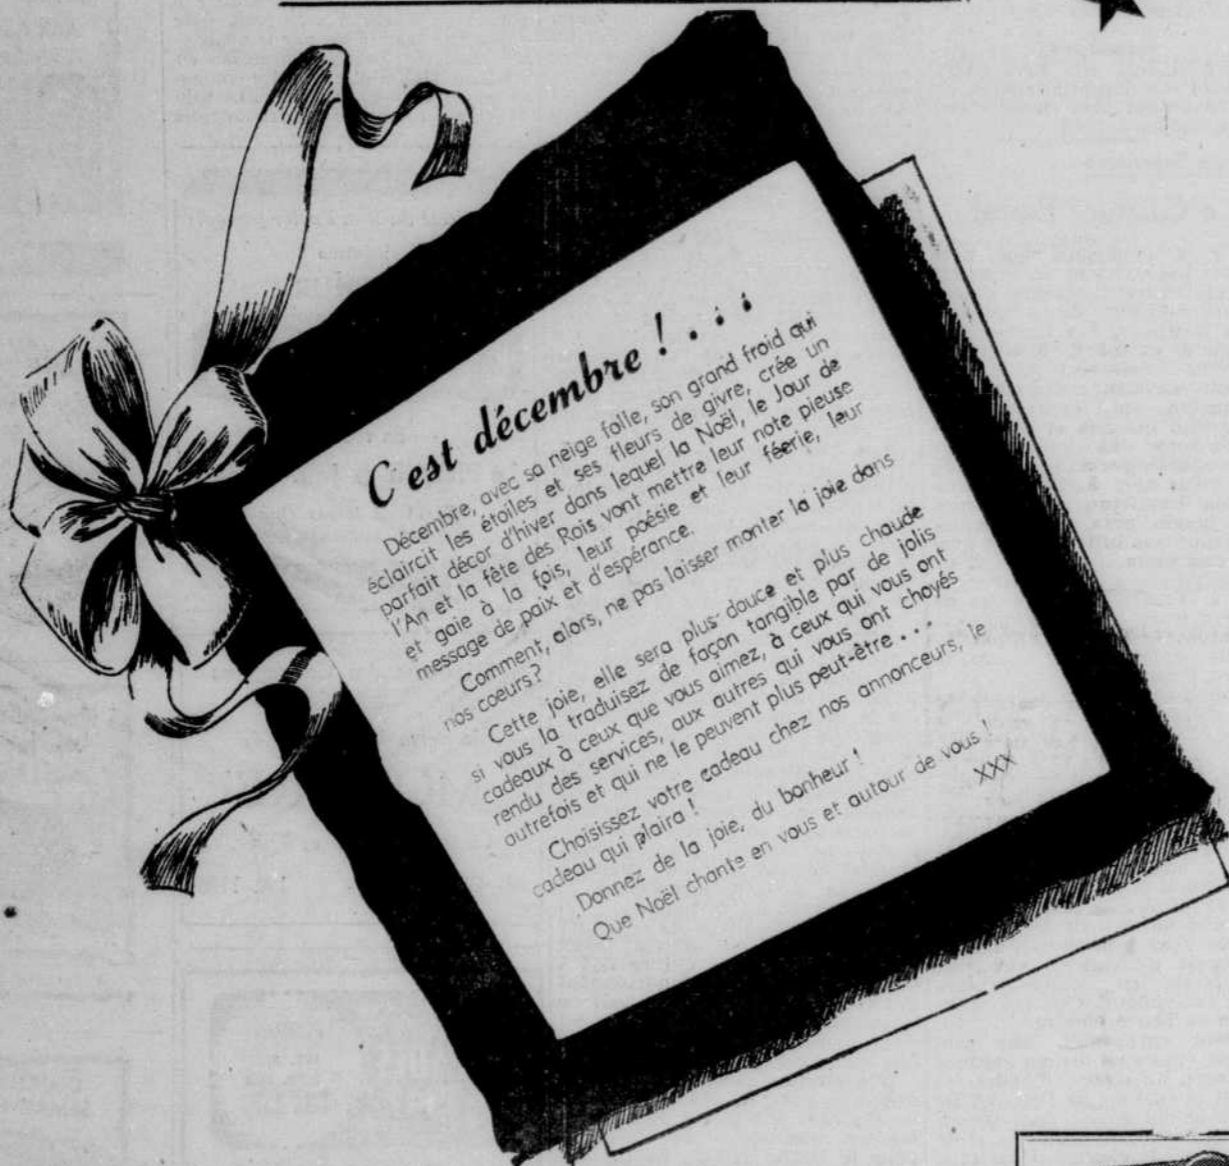 C'est décembre ! . . .
Décembre, avec sa neige folle, son grand froid qui
éclaircit les étoiles et ses fleurs de givre, crée un
parfait décor d'hiver dans lequel la Noël, le Jour de
l'An et la fête des Rois vont mettre leur note pieuse
et gaie à la fois, leur poésie et leur féerie, leur
message de paix et d'espérance.
Comment, alors, ne pas laisser monter la joie dans
nos coeurs?
Cette joie, elle sera plus douce et plus chaude
si vous la traduisez de façon tangible par de jolis
cadeaux à ceux que vous aimez, à ceux qui vous ont
rendu des services, aux autres qui vous ont choyés
autrefois et qui ne le peuvent plus peut-être . . .
Choisissez votre cadeau chez nos annonceurs, le
cadeau qui plaira !
Donnez de la joie, du bonheur !
Que Noël chante en vous et autour de vous !
XXX